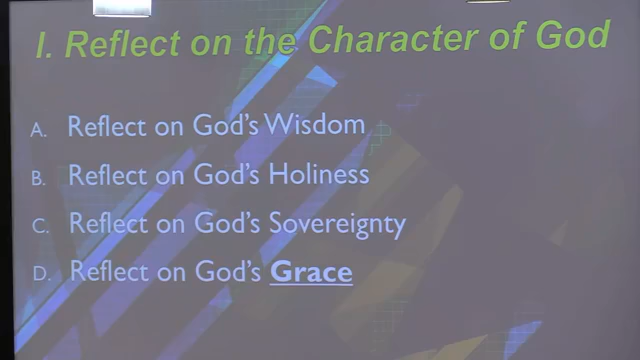 I. Reflect on the Character of God
A. Reflect on God's Wisdom
B. Reflect on God's Holiness
C. Reflect on God's Sovereignty
D. Reflect on God's Grace